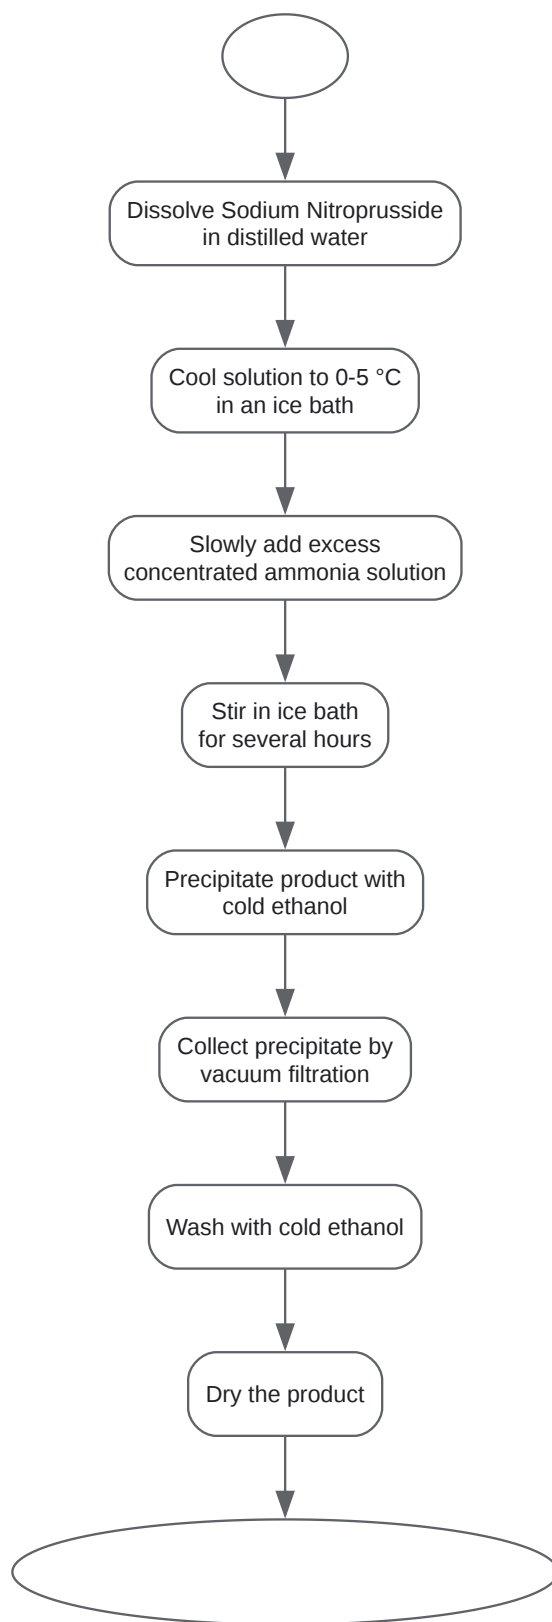 Dissolve Sodium Nitroprusside
in distilled water
Cool solution to 0-5 °C
in an ice bath
Slowly add excess
concentrated ammonia solution
Stir in ice bath
for several hours
Precipitate product with
cold ethanol
Collect precipitate by
vacuum filtration
Wash with cold ethanol
Dry the product